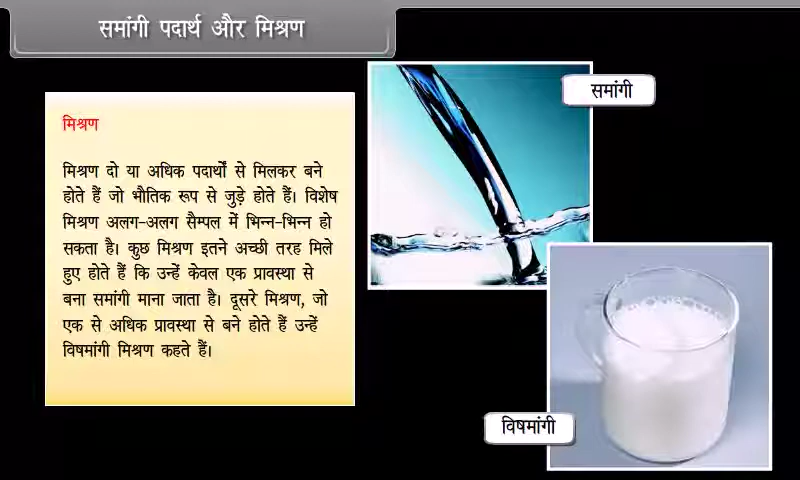 समांगी पदार्थ और मिश्रण
मिश्रण
मिश्रण दो या अधिक पदार्थों से मिलकर बने
होते हैं जो भौतिक रूप से जुड़े होते हैं। विशेष
मिश्रण अलग-अलग सैम्पल में भिन्न-भिन्न हो
सकता है। कुछ मिश्रण इतने अच्छी तरह मिले
हुए होते हैं कि उन्हें केवल एक प्रावस्था से
बना समांगी माना जाता है। दूसरे मिश्रण, जो
एक से अधिक प्रावस्था से बने होते हैं उन्हें
विषमांगी मिश्रण कहते हैं।
समांगी
विषमांगी